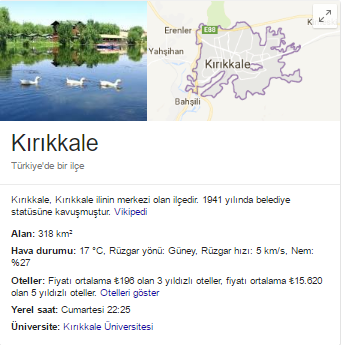 Erenler
E88
Yahşihan
Kırıkkale
Bahşılı
Kırıkkale
Türkiye'de bir ilçe
Kırıkkale, Kırıkkale ilinin merkezi olan ilçedir. 1941 yılında belediye
statüsüne kavuşmuştur. Vikipedi
Alan: 318 km²
Hava durumu: 17 °C, Rüzgar yönü: Güney, Rüzgar hızı: 5 km/s, Nem:
%27
Oteller: Fiyatı ortalama ₺196 olan 3 yıldızlı oteller, fiyatı ortalama ₺15.620
olan 5 yıldızlı oteller. Otelleri göster
Yerel saat: Cumartesi 22:25
Üniversite: Kırıkkale Üniversitesi